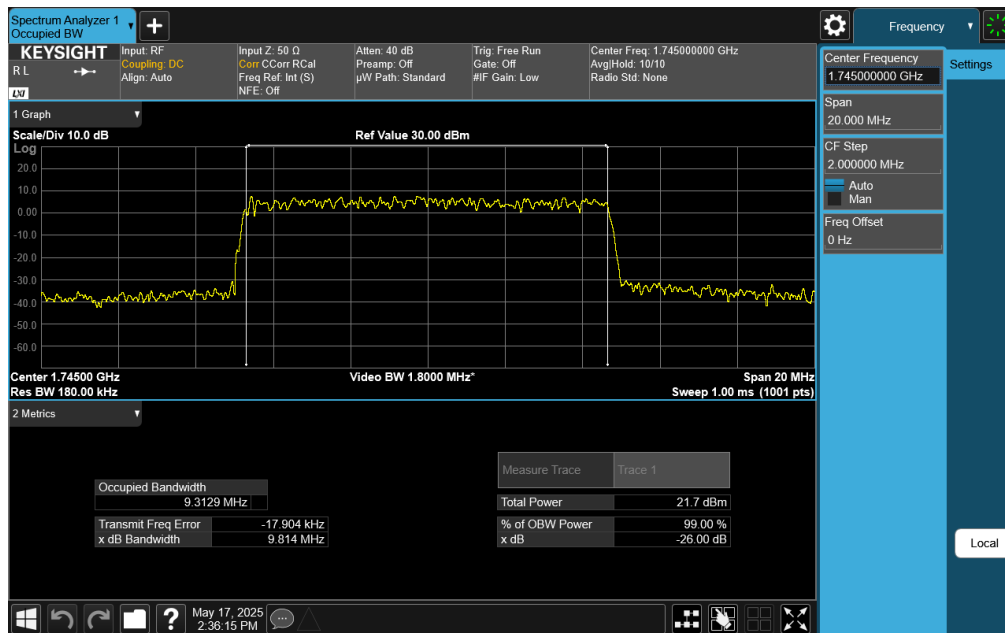 Spectrum Analyzer 1
Occupied BW
Frequency
KEYSIGHT
R L
LXI
Input: RF
Coupling: DC
Align: Auto
Input Z: 50 Ω
Corr CCorr RCal
Freq Ref: Int (S)
NFE: Off
Atten: 40 dB
Preamp: Off
µW Path: Standard
Trig: Free Run
Gate: Off
#IF Gain: Low
Center Freq: 1.745000000 GHz
Avg|Hold: 10/10
Radio Std: None
Center Frequency
1.745000000 GHz
Settings
Span
20.000 MHz
CF Step
2.000000 MHz
Auto
Man
Freq Offset
0 Hz
1 Graph
Scale/Div 10.0 dB
Ref Value 30.00 dBm
Log
20.0
10.0
0.00
-10.0
-20.0
-30.0
-40.0
-50.0
-60.0
Center 1.74500 GHz
Video BW 1.8000 MHz*
Span 20 MHz
Res BW 180.00 kHz
Sweep 1.00 ms (1001 pts)
2 Metrics
Measure Trace
Trace 1
Occupied Bandwidth
9.3129 MHz
Total Power
21.7 dBm
Transmit Freq Error
-17.904 kHz
% of OBW Power
99.00 %
x dB Bandwidth
9.814 MHz
x dB
-26.00 dB
Local
?
May 17, 2025
2:36:15 PM